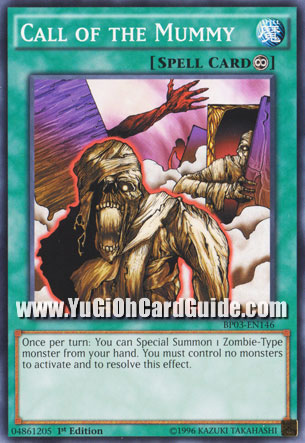 CALL OF THE MUMMY
魔
[SPELL CARD∞]
www.YuGiOhCardGuide.com
BP03-EN146
Once per turn: You can Special Summon 1 Zombie-Type
monster from your hand. You must control no monsters
to activate and to resolve this effect.
04861205 1st Edition ©1996 KAZUKI TAKAHASHI